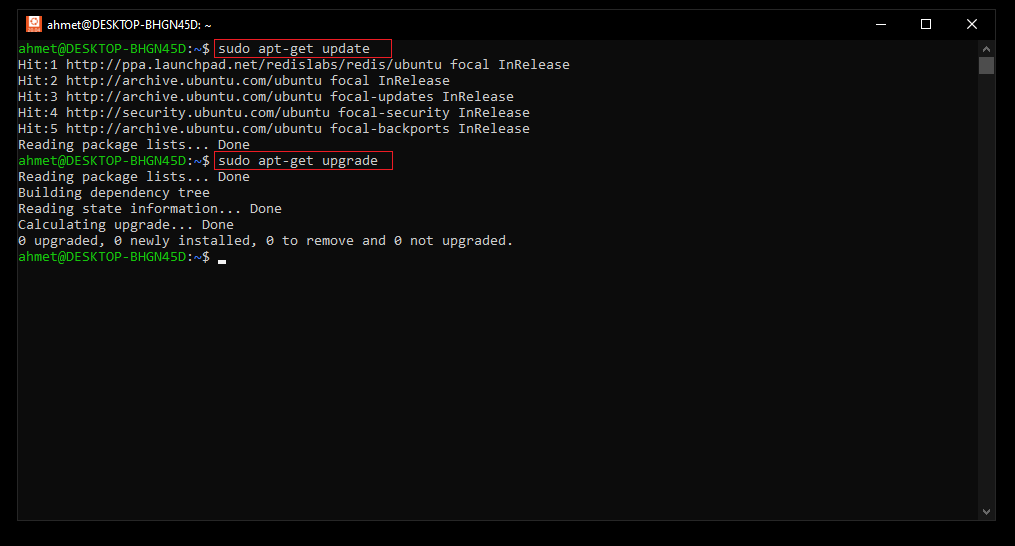 ahmet@DESKTOP-BHGN45D: ~
ahmet@DESKTOP-BHGN45D:~$ sudo apt-get update
Hit:1 http://ppa.launchpad.net/redislabs/redis/ubuntu focal InRelease
Hit:2 http://archive.ubuntu.com/ubuntu focal InRelease
Hit:3 http://archive.ubuntu.com/ubuntu focal-updates InRelease
Hit:4 http://security.ubuntu.com/ubuntu focal-security InRelease
Hit:5 http://archive.ubuntu.com/ubuntu focal-backports InRelease
Reading package lists... Done
ahmet@DESKTOP-BHGN45D:~$ sudo apt-get upgrade
Reading package lists... Done
Building dependency tree
Reading state information... Done
Calculating upgrade... Done
0 upgraded, 0 newly installed, 0 to remove and 0 not upgraded.
ahmet@DESKTOP-BHGN45D:~$